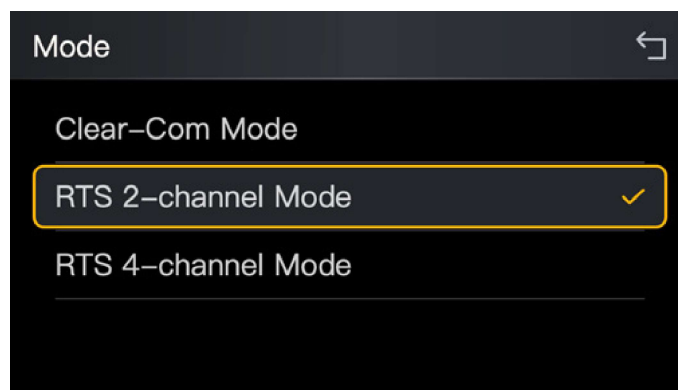 Mode
Clear–Com Mode
RTS 2–channel Mode
RTS 4–channel Mode